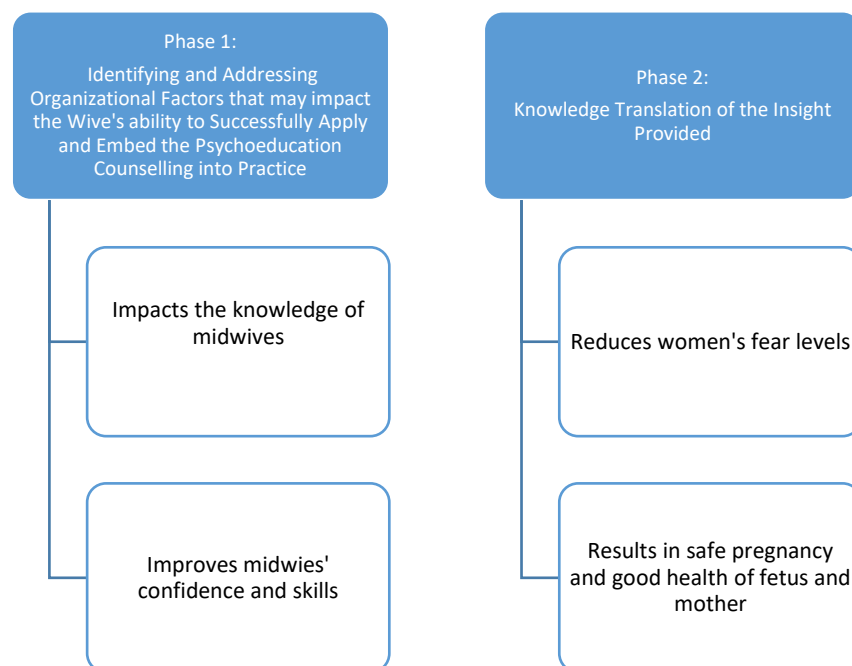 Phase 1:
Identifying and Addressing
Organizational Factors that may impact
the Wive's ability to Successfully Apply
and Embed the Psychoeducation
Counselling into Practice
Impacts the knowledge of
midwives
Improves midwies'
confidence and skills
Phase 2:
Knowledge Translation of the Insight
Provided
Reduces women's fear levels
Results in safe pregnancy
and good health of fetus and
mother